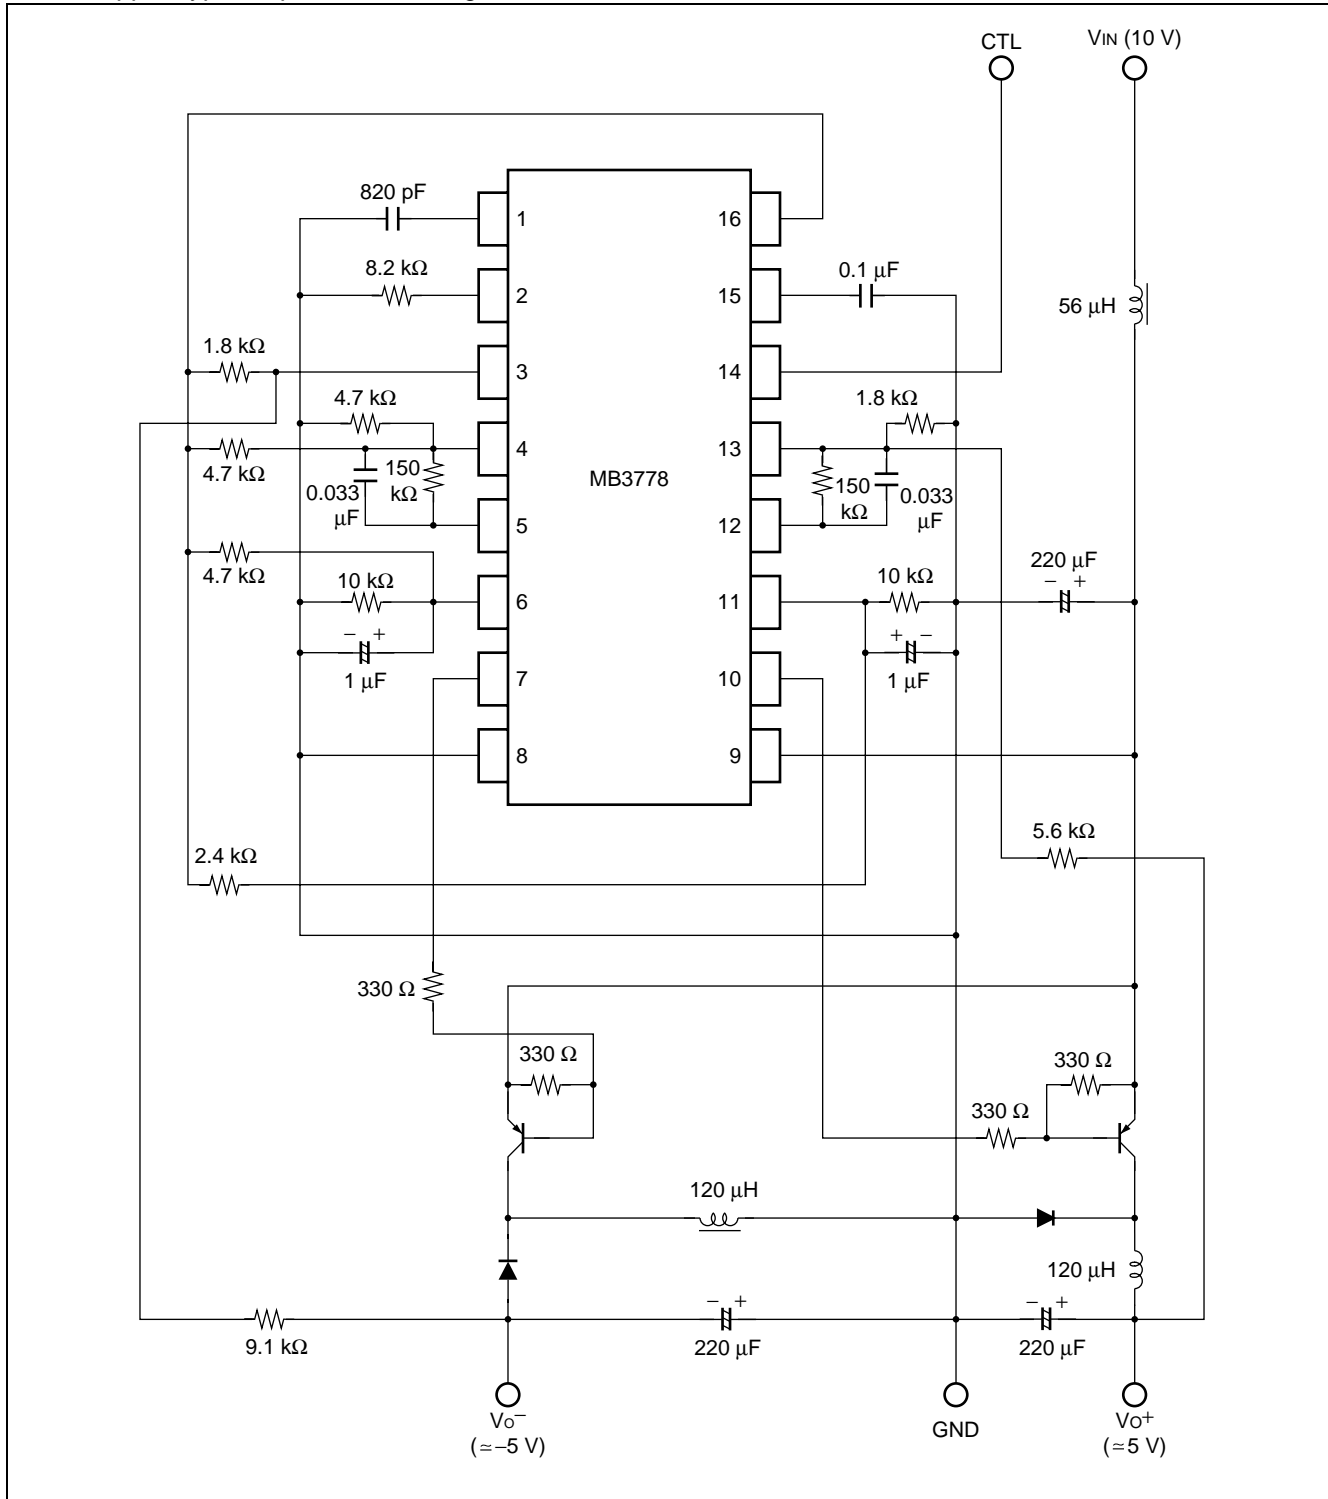 CTL
VIN (10 V)
820 pF
1
16
8.2 kΩ
0.1 μF
2
15
56 μH
1.8 kΩ
3
14
4.7 kΩ
1.8 kΩ
4
13
4.7 kΩ
150
kΩ
0.033
μF
MB3778
150
kΩ
0.033
μF
5
12
4.7 kΩ
220 μF
− +
10 kΩ
10 kΩ
6
11
− +
+ −
1 μF
1 μF
7
10
8
9
5.6 kΩ
2.4 kΩ
330 Ω
330 Ω
330 Ω
330 Ω
120 μH
120 μH
− +
− +
9.1 kΩ
220 μF
220 μF
VO−
(≃−5 V)
GND
VO+
(≃5 V)